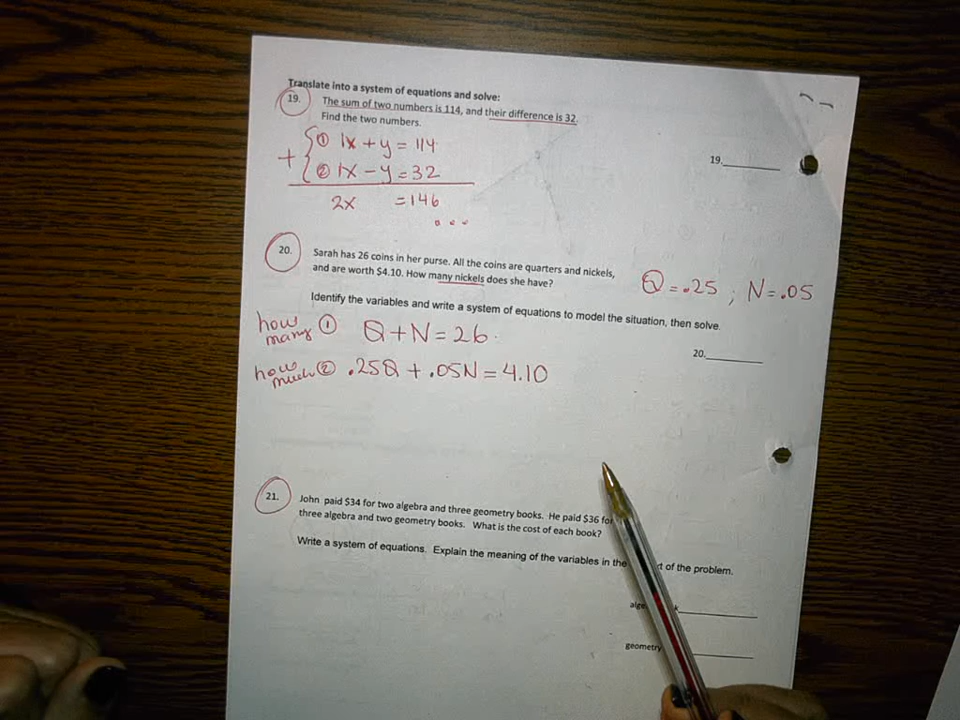 Translate into a system of equations and solve:
19. The sum of two numbers is 114, and their difference is 32.
Find the two numbers.
① 1x + y = 114
+ ② 1x - y = 32
2x = 146
...
19.
20. Sarah has 26 coins in her purse. All the coins are quarters and nickels,
and are worth $4.10. How many nickels does she have?
Q = .25 ; N = .05
Identify the variables and write a system of equations to model the situation, then solve.
how many ① Q + N = 26.
20.
how much ② .25Q + .05N = 4.10
21. John paid $34 for two algebra and three geometry books. He paid $36 for
three algebra and two geometry books. What is the cost of each book?
Write a system of equations. Explain the meaning of the variables in the of the problem.
geometry